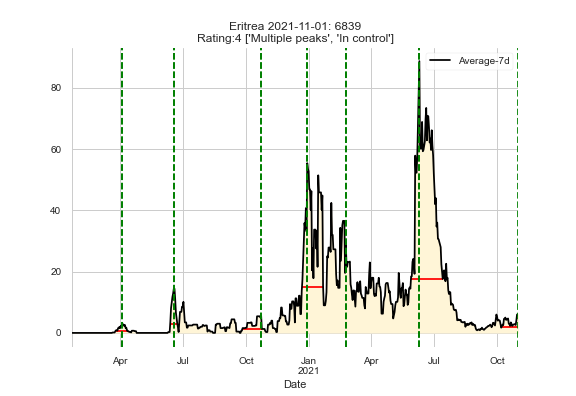 Eritrea 2021-11-01: 6839
Rating:4 ['Multiple peaks', 'In control']
Average-7d
80
60
40
20
0
Apr
Jul
Oct
Jan
2021
Apr
Jul
Oct
Date